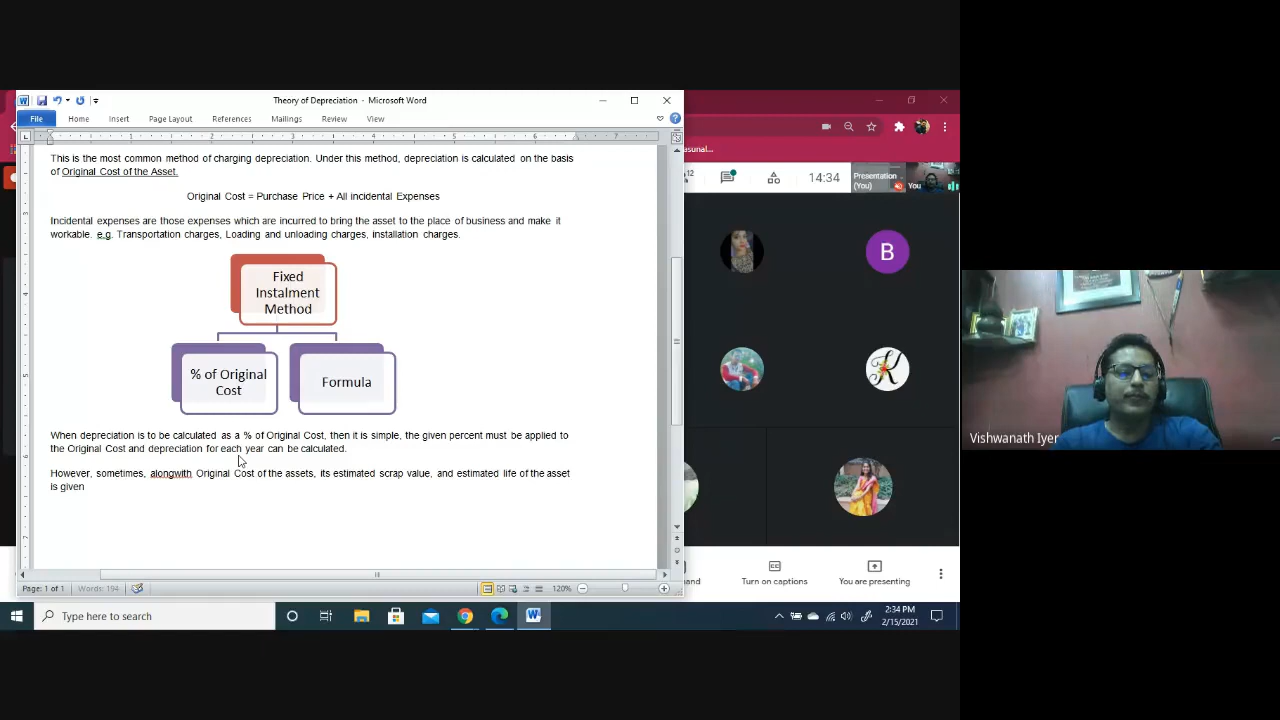 Theory of Depreciation - Microsoft Word
File Home Insert Page Layout References Mailings Review View
This is the most common method of charging depreciation. Under this method, depreciation is calculated on the basis
of Original Cost of the Asset.
Original Cost = Purchase Price + All incidental Expenses
Incidental expenses are those expenses which are incurred to bring the asset to the place of business and make it
workable. e.g. Transportation charges, Loading and unloading charges, installation charges.
Fixed
Instalment
Method
% of Original
Cost
Formula
When depreciation is to be calculated as a % of Original Cost, then it is simple, the given percent must be applied to
the Original Cost and depreciation for each year can be calculated.
However, sometimes, alongwith Original Cost of the assets, its estimated scrap value, and estimated life of the asset
is given
Page: 1 of 1 Words: 194 120%
esunal...
12 14:34 Presentation
(You) You
B
K
Vishwanath Iyer
and Turn on captions You are presenting
Type here to search
2:34 PM
2/15/2021